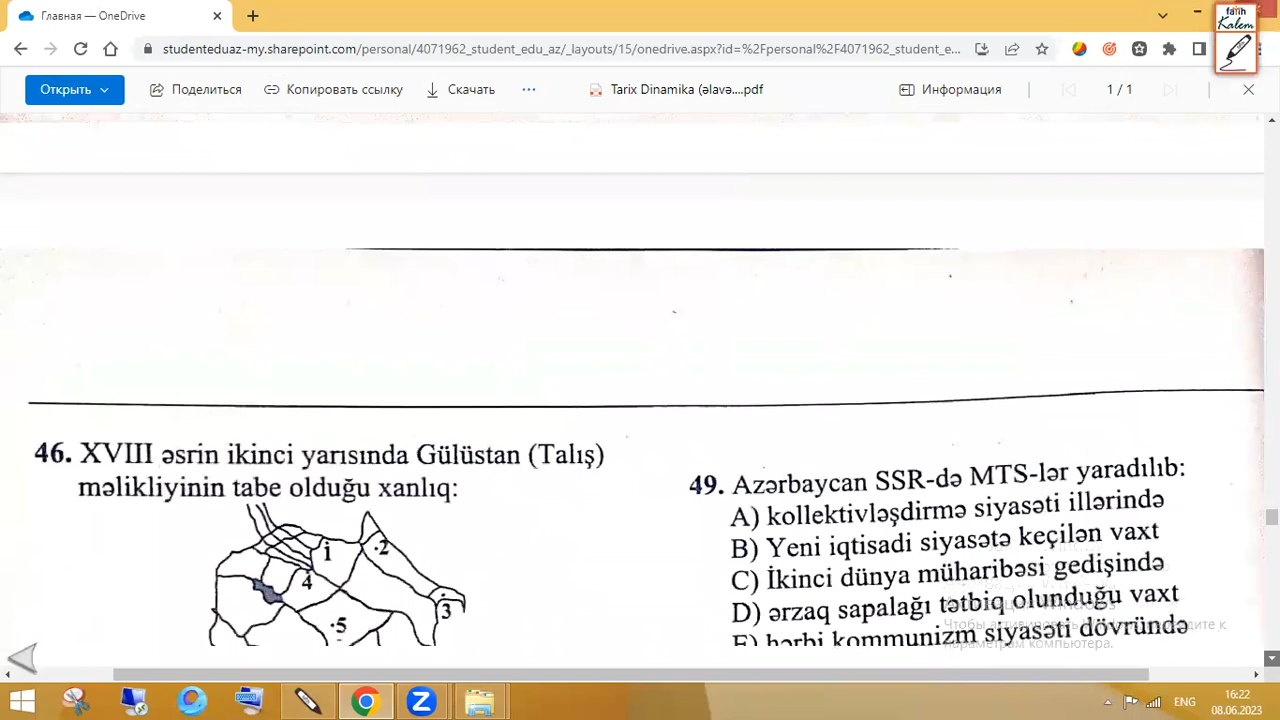 Главная — OneDrive
fatih
Kalem
studenteduaz-my.sharepoint.com/personal/4071962_student_edu_az/_layouts/15/onedrive.aspx?id=%2Fpersonal%2F4071962_student_e...
Открыть
Поделиться
Копировать ссылку
Скачать
...
Tarix Dinamika (əlavə....pdf
Информация
1 / 1
46. XVIII əsrin ikinci yarısında Gülüstan (Talış)
məlikliyinin tabe olduğu xanlıq:
1
2
4
3
5
49. Azərbaycan SSR-də MTS-lər yaradılıb:
A) kollektivləşdirmə siyasəti illərində
B) Yeni iqtisadi siyasətə keçilən vaxt
C) İkinci dünya müharibəsi gedişində
D) ərzaq sapalağı tətbiq olunduğu vaxt
E) hərbi kommunizm siyasəti dövründə
Чтобы активировать Windows, перейдите к
параметрам компьютера.
ENG
16:22
08.06.2023